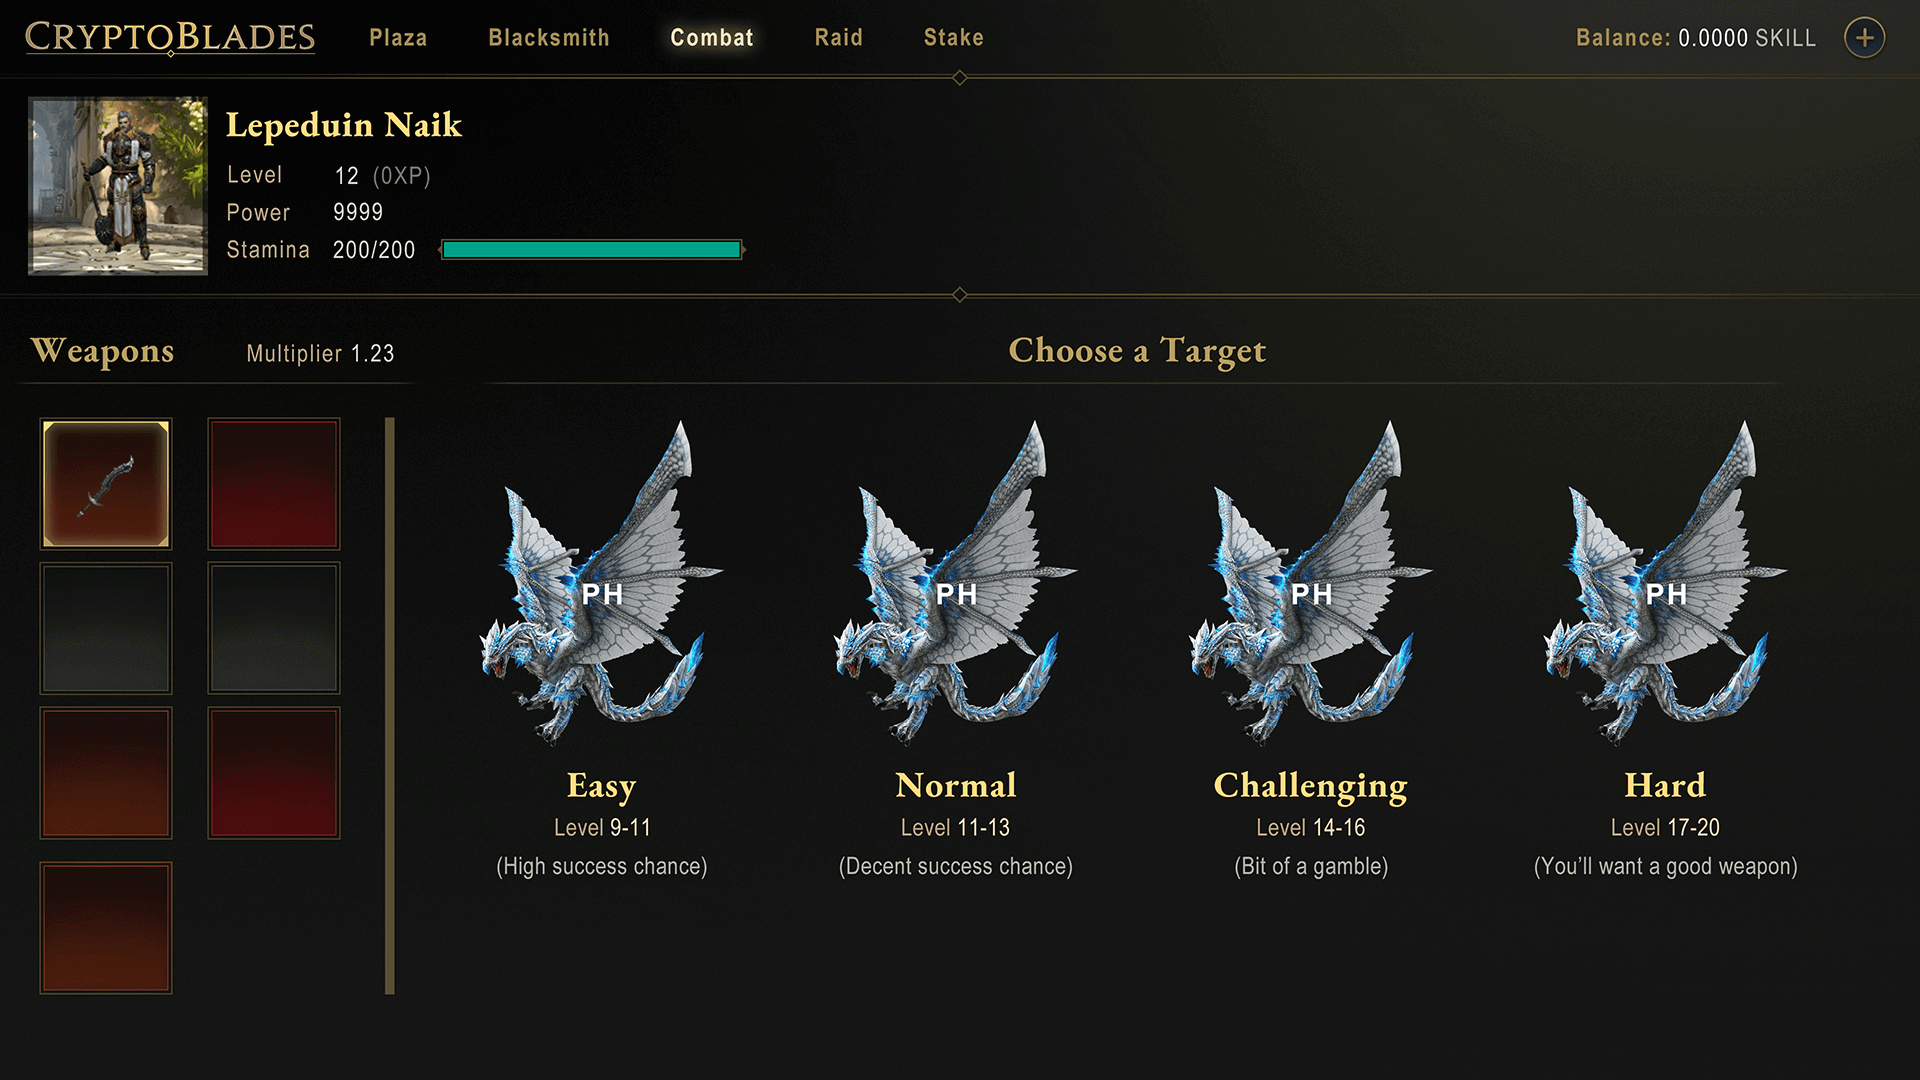 CRYPTOBLADES Plaza Blacksmith Combat Raid Stake Balance: 0.0000 SKILL
Lepeduin Naik
Level 12 (0XP)
Power 9999
Stamina 200/200
Weapons Multiplier 1.23 Choose a Target
PH PH PH PH
Easy Normal Challenging Hard
Level 9-11 Level 11-13 Level 14-16 Level 17-20
(High success chance) (Decent success chance) (Bit of a gamble) (You’ll want a good weapon)